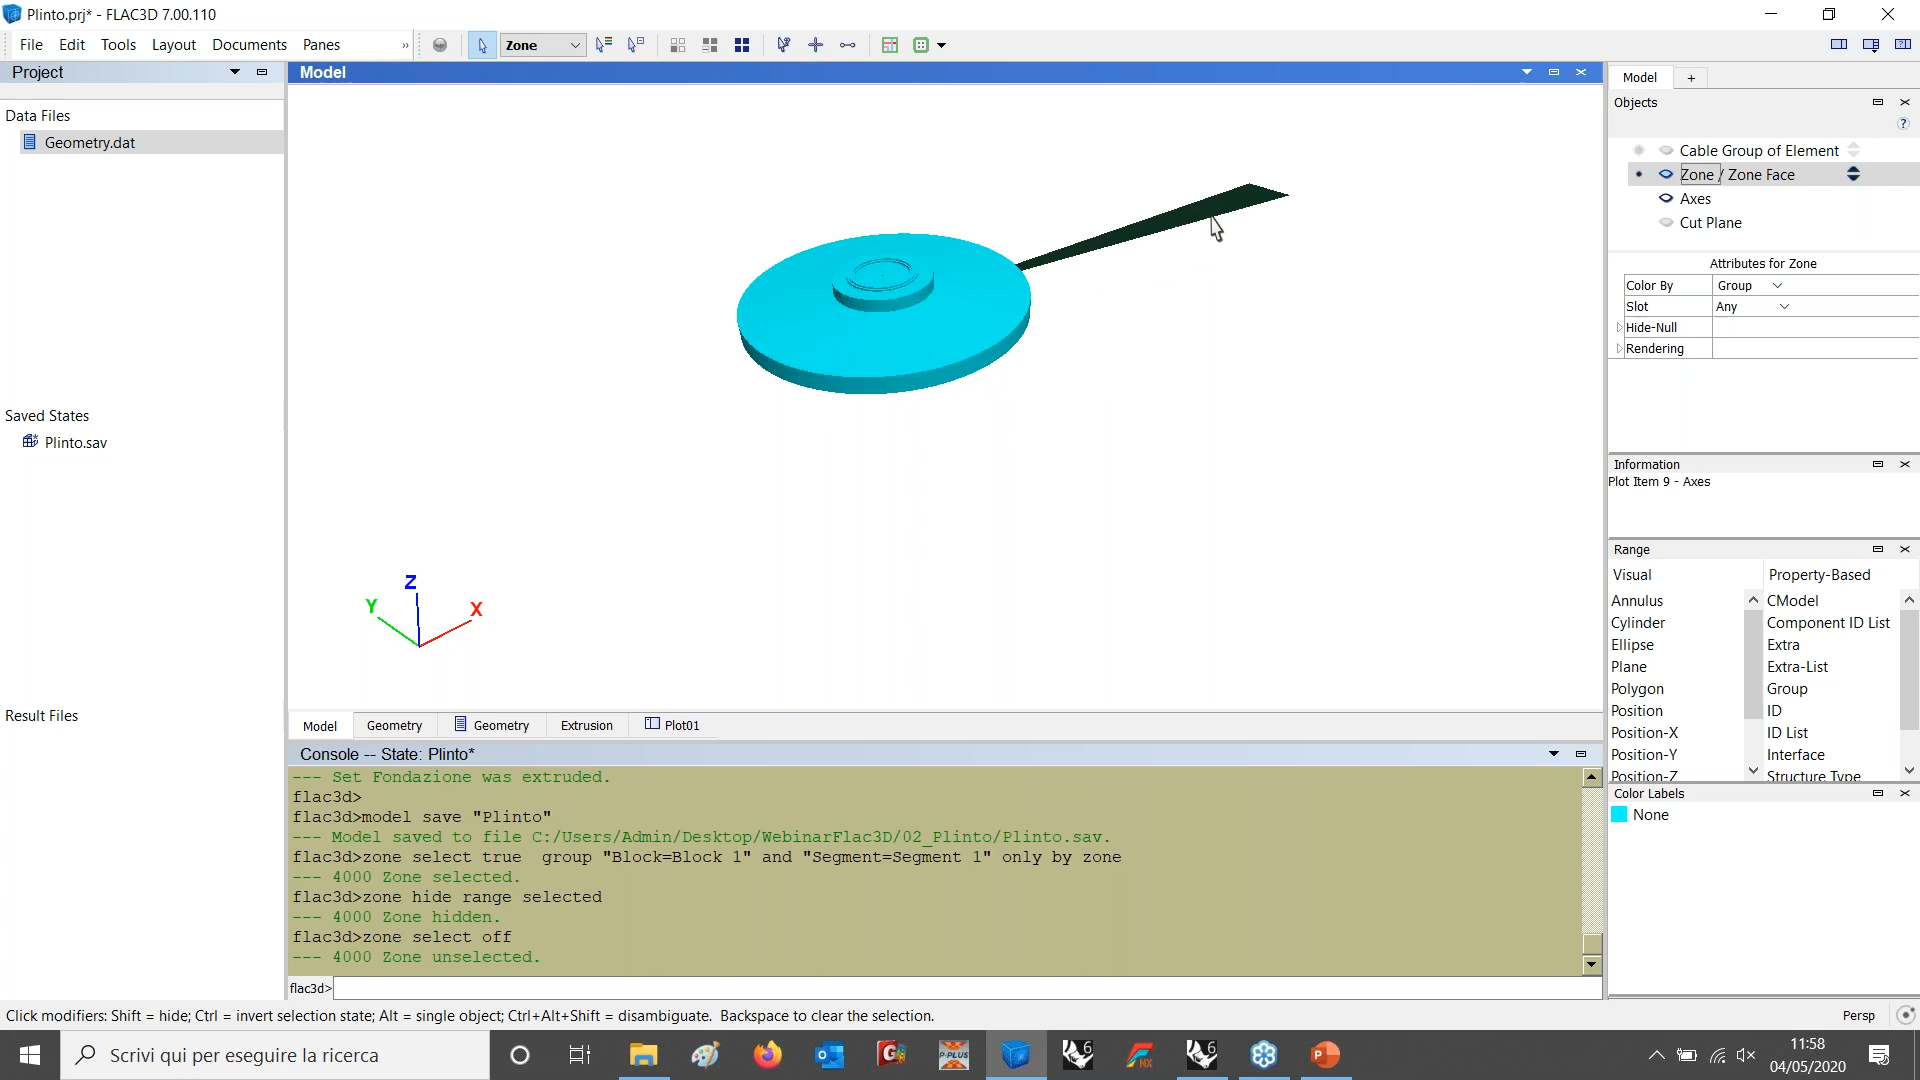 Plinto.prj* - FLAC3D 7.00.110
File Edit Tools Layout Documents Panes »
Zone
Project
Model
Model +
Data Files
Objects
Geometry.dat
Cable Group of Element
Zone / Zone Face
Axes
Cut Plane
Attributes for Zone
Color By Group
Slot Any
Hide-Null
Rendering
Saved States
Plinto.sav
Information
Plot Item 9 - Axes
Range
Visual Property-Based
Annulus CModel
Cylinder Component ID List
Ellipse Extra
Plane Extra-List
Polygon Group
Position ID
Position-X ID List
Position-Y Interface
Position-Z Structure Type
Z
Y X
Result Files
Model Geometry Geometry Extrusion Plot01
Console -- State: Plinto*
--- Set Fondazione was extruded.
flac3d>
flac3d>model save "Plinto"
--- Model saved to file C:/Users/Admin/Desktop/WebinarFlac3D/02_Plinto/Plinto.sav.
flac3d>zone select true  group "Block=Block 1" and "Segment=Segment 1" only by zone
--- 4000 Zone selected.
flac3d>zone hide range selected
--- 4000 Zone hidden.
flac3d>zone select off
--- 4000 Zone unselected.
flac3d>
Color Labels
None
Click modifiers: Shift = hide; Ctrl = invert selection state; Alt = single object; Ctrl+Alt+Shift = disambiguate.  Backspace to clear the selection.
Persp
Scrivi qui per eseguire la ricerca
P-PLUS
NX
6
6
11:58
04/05/2020